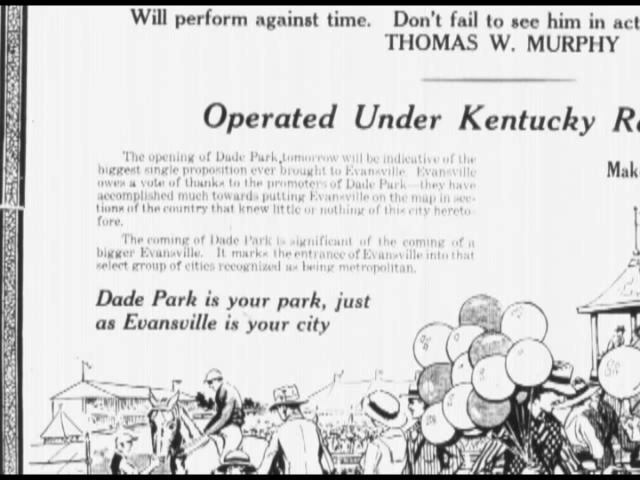 Will perform against time. Don't fail to see him in act
THOMAS W. MURPHY
Operated Under Kentucky R
Mak
The opening of Dade Park tomorrow will be indicative of the
biggest single proposition ever brought to Evansville. Evansville
owes a vote of thanks to the promoters of Dade Park—they have
accomplished much towards putting Evansville on the map in sec-
tions of the country that knew little or nothing of this city hereto-
fore.
The coming of Dade Park is significant of the coming of a
bigger Evansville. It marks the entrance of Evansville into that
select group of cities recognized as being metropolitan.
Dade Park is your park, just
as Evansville is your city